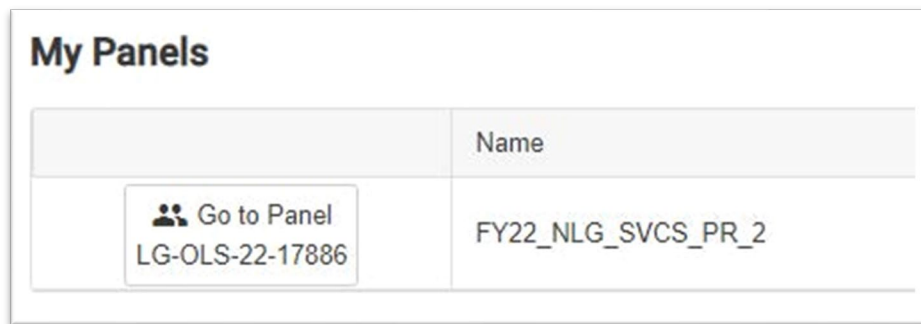 My Panels
Name
Go to Panel
LG-OLS-22-17886
FY22_NLG_SVCS_PR_2